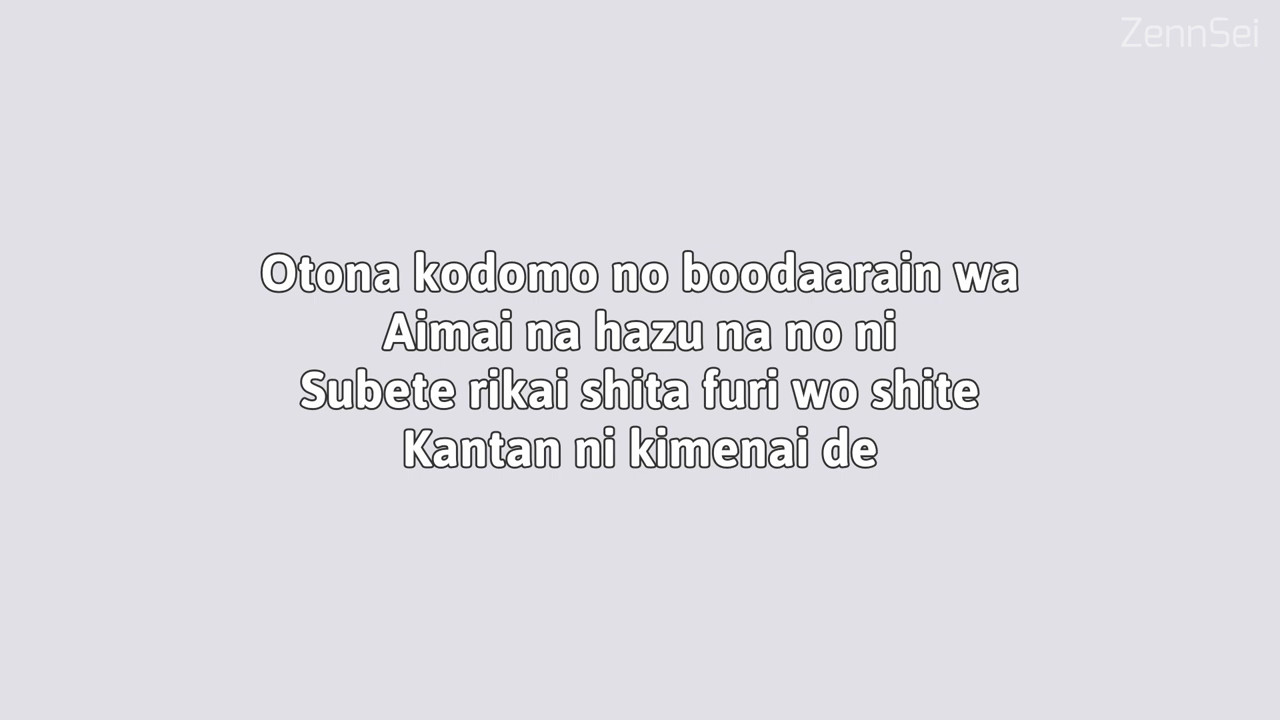 ZennSei
Otona kodomo no boodaarain wa
Aimai na hazu na no ni
Subete rikai shita furi wo shite
Kantan ni kimenai de